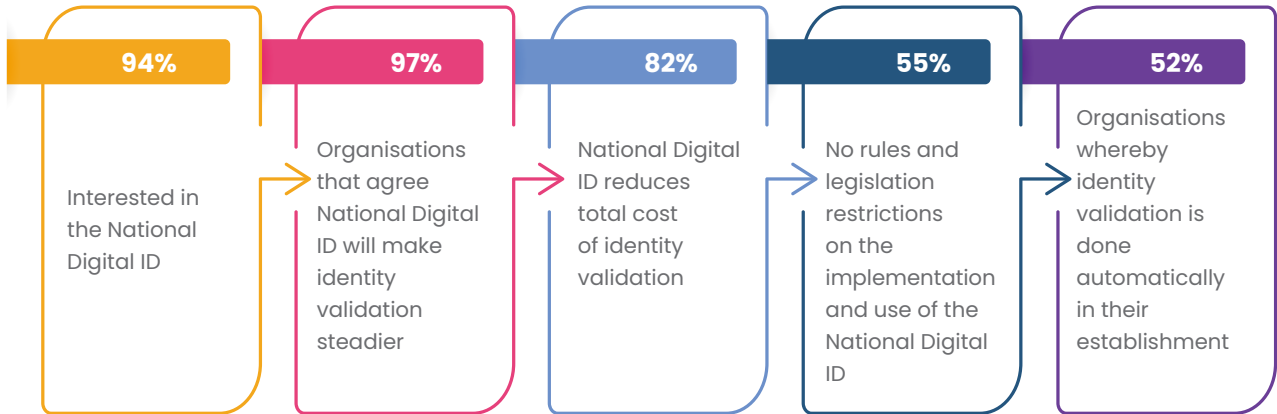 94%
Interested in
the National
Digital ID
97%
Organisations
that agree
National Digital
ID will make
identity
validation
steadier
82%
National Digital
ID reduces
total cost
of identity
validation
55%
No rules and
legislation
restrictions
on the
implementation
and use of the
National Digital
ID
52%
Organisations
whereby
identity
validation is
done
automatically
in their
establishment